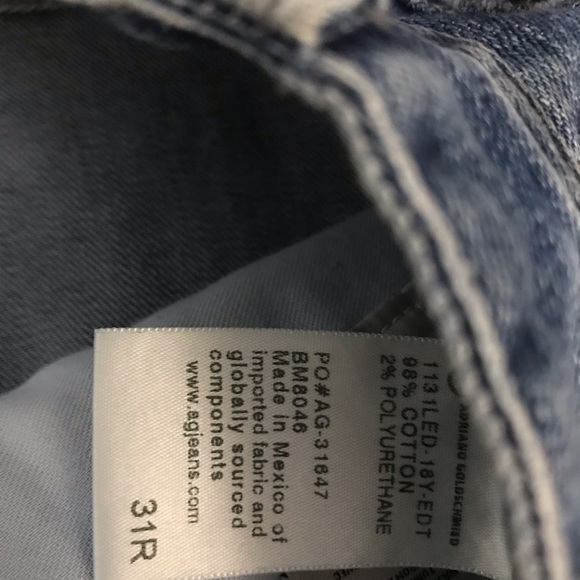 ADRIANO GOLDSCHMIED
1131LED-18Y-EDT
98% COTTON
2% POLYURETHANE
PO#AG-31647
BM8046
Made in Mexico of
imported fabric and
globally sourced
components
www.agjeans.com
31R